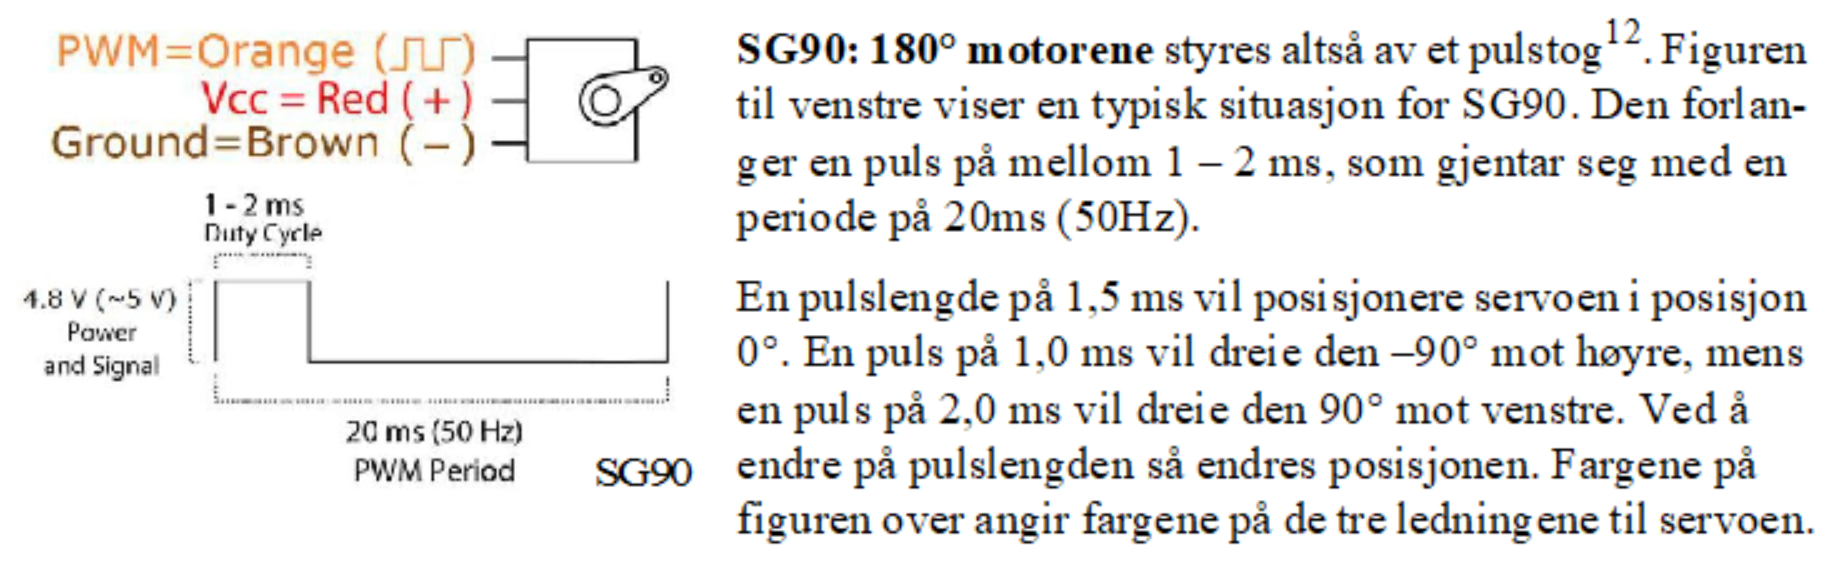 PWM=Orange (⎍⎍)
Vcc = Red ( + )
Ground=Brown ( − )
1 - 2 ms
Duty Cycle
4.8 V (~5 V)
Power
and Signal
20 ms (50 Hz)
PWM Period
SG90
SG90: 180° motorene styres altså av et pulstog12. Figuren
til venstre viser en typisk situasjon for SG90. Den forlan-
ger en puls på mellom 1 – 2 ms, som gjentar seg med en
periode på 20ms (50Hz).
En pulslengde på 1,5 ms vil posisjonere servoen i posisjon
0°. En puls på 1,0 ms vil dreie den –90° mot høyre, mens
en puls på 2,0 ms vil dreie den 90° mot venstre. Ved å
endre på pulslengden så endres posisjonen. Fargene på
figuren over angir fargene på de tre ledningene til servoen.